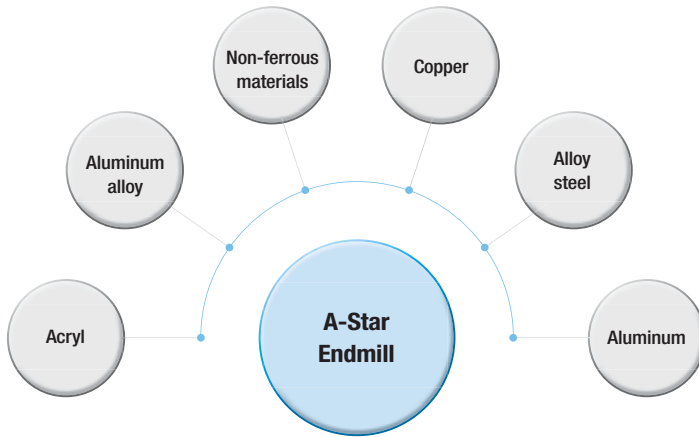 Non-ferrous
materials
Copper
Aluminum
alloy
Alloy
steel
Acryl
A-Star
Endmill
Aluminum